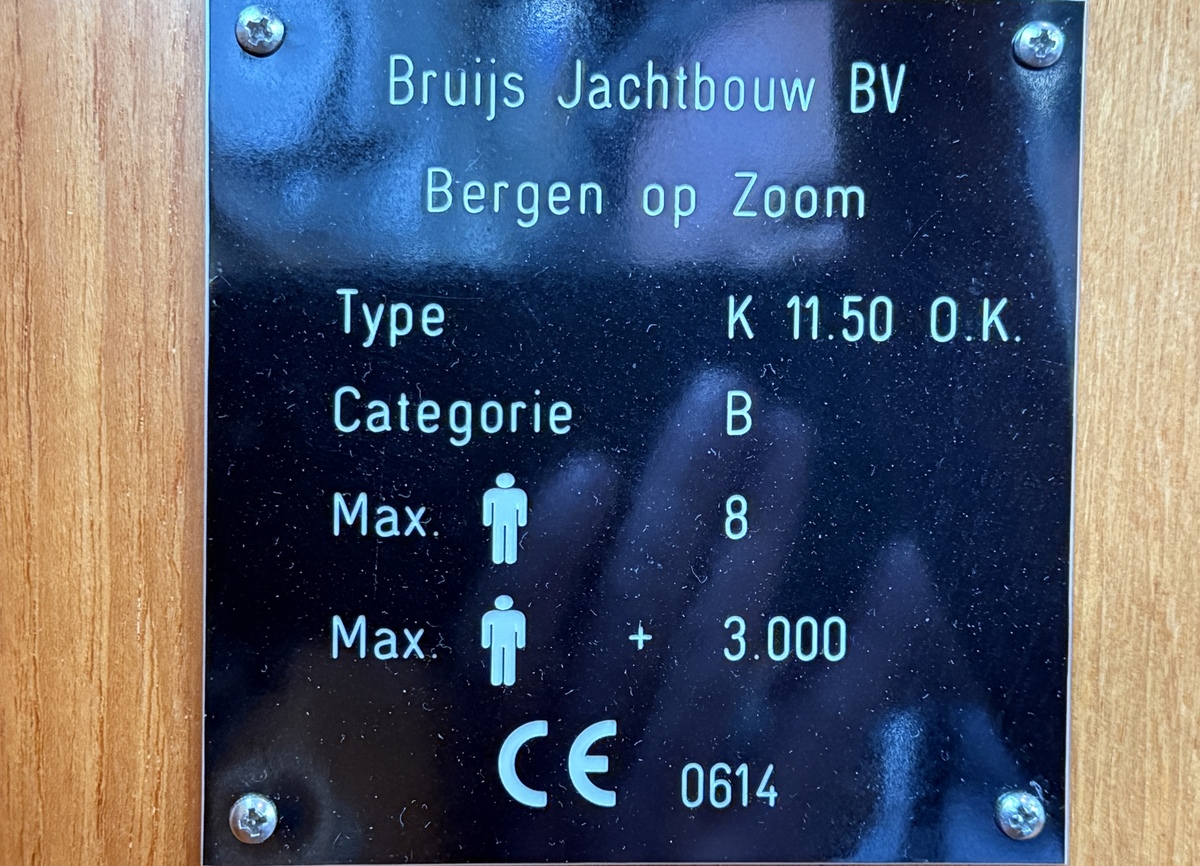 Bruijs Jachtbouw BV
Bergen op Zoom
Type K 11.50 O.K.
Categorie B
Max. 8
Max. + 3.000
CE 0614